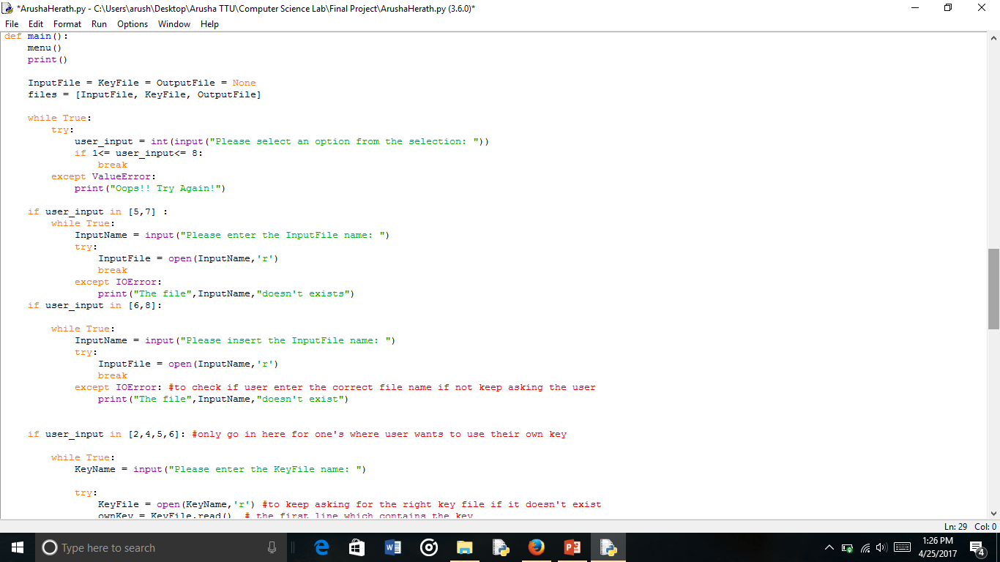 *ArushaHerath.py - C:\Users\arush\Desktop\Arusha TTU\Computer Science Lab\Final Project\ArushaHerath.py (3.6.0)*
File Edit Format Run Options Window Help
def main():
    menu()
    print()

    InputFile = KeyFile = OutputFile = None
    files = [InputFile, KeyFile, OutputFile]

    while True:
        try:
            user_input = int(input("Please select an option from the selection: "))
            if 1<= user_input<= 8:
                break
        except ValueError:
            print("Oops!! Try Again!")

    if user_input in [5,7] :
        while True:
            InputName = input("Please enter the InputFile name: ")
            try:
                InputFile = open(InputName,'r')
                break
            except IOError:
                print("The file",InputName,"doesn't exists")
    if user_input in [6,8]:

        while True:
            InputName = input("Please insert the InputFile name: ")
            try:
                InputFile = open(InputName,'r')
                break
            except IOError: #to check if user enter the correct file name if not keep asking the user
                print("The file",InputName,"doesn't exist")


    if user_input in [2,4,5,6]: #only go in here for one's where user wants to use their own key

        while True:
            KeyName = input("Please enter the KeyFile name: ")

            try:
                KeyFile = open(KeyName,'r') #to keep asking for the right key file if it doesn't exist
                ownKey = KeyFile.read()  # the first line which contains the key
Ln: 29 Col: 0
Type here to search
1:26 PM
4/25/2017
4